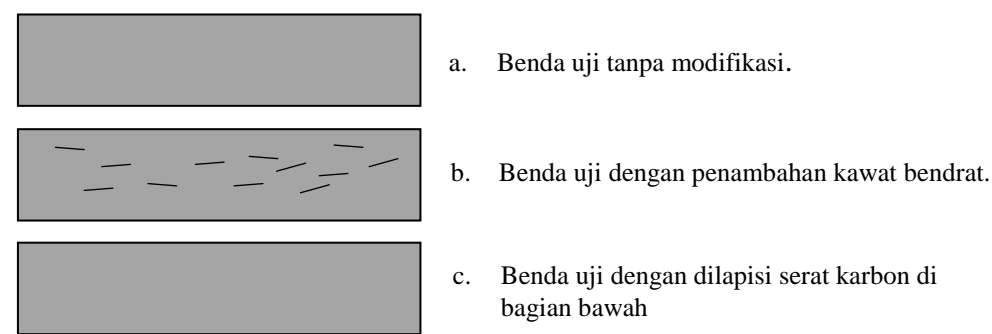 a. Benda uji tanpa modifikasi.
b. Benda uji dengan penambahan kawat bendrat.
c. Benda uji dengan dilapisi serat karbon di
bagian bawah